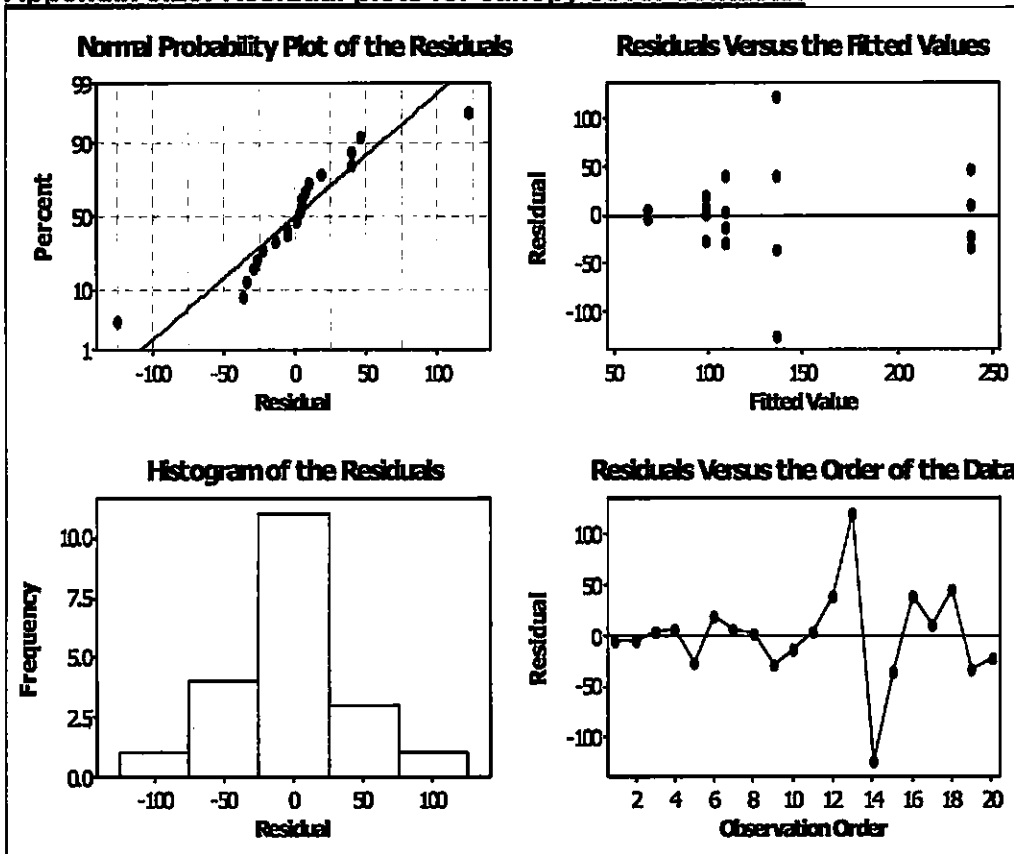 Normal Probability Plot of the Residuals
99
90
50
10
1
Percent
-100 -50 0 50 100
Residual
Residuals Versus the Fitted Values
100
50
0
-50
-100
Residual
50 100 150 200 250
Fitted Value
Histogram of the Residuals
10.0
7.5
5.0
2.5
0.0
Frequency
-100 -50 0 50 100
Residual
Residuals Versus the Order of the Data
100
50
0
-50
-100
Residual
2 4 6 8 10 12 14 16 18 20
Observation Order